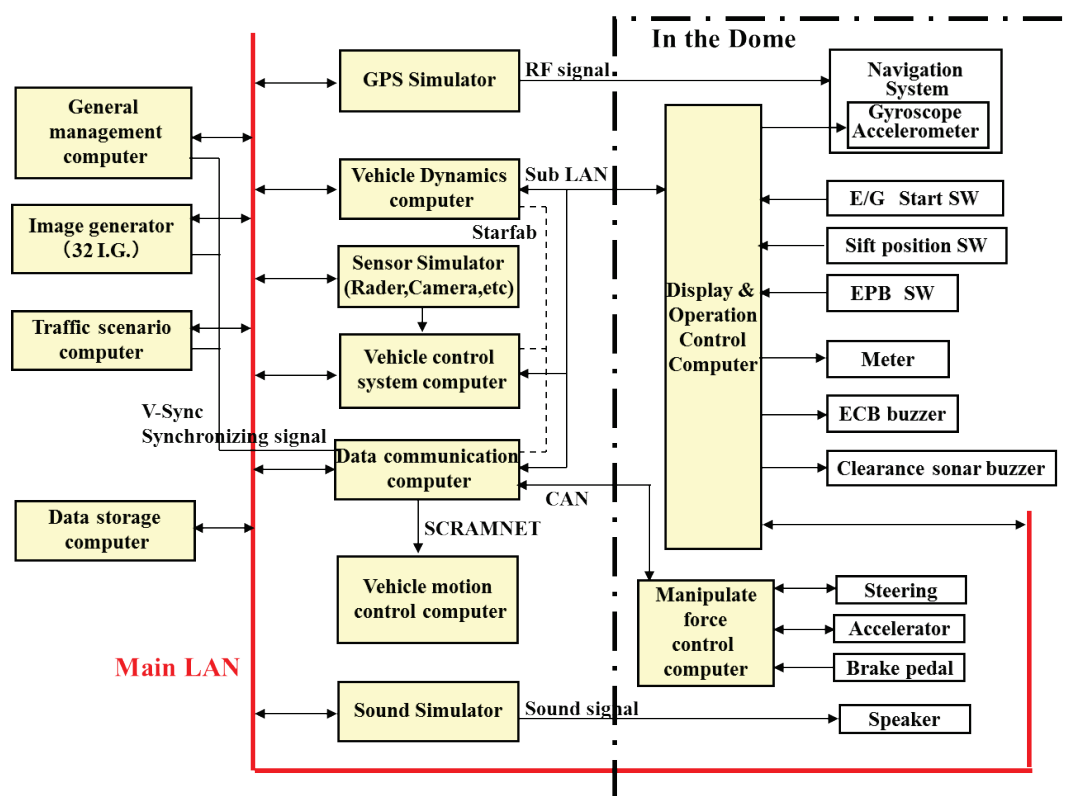 In the Dome
GPS Simulator
RF signal
Navigation
System
Gyroscope
Accelerometer
General
management
computer
Vehicle Dynamics
computer
Sub LAN
E/G Start SW
Image generator
(32 I.G.)
Starfab
Sift position SW
Sensor Simulator
(Rader,Camera,etc)
Display &
Operation
Control
Computer
EPB SW
Traffic scenario
computer
Vehicle control
system computer
Meter
V-Sync
Synchronizing signal
ECB buzzer
Data communication
computer
Clearance sonar buzzer
CAN
Data storage
computer
SCRAMNET
Vehicle motion
control computer
Manipulate
force
control
computer
Steering
Accelerator
Brake pedal
Main LAN
Sound Simulator
Sound signal
Speaker